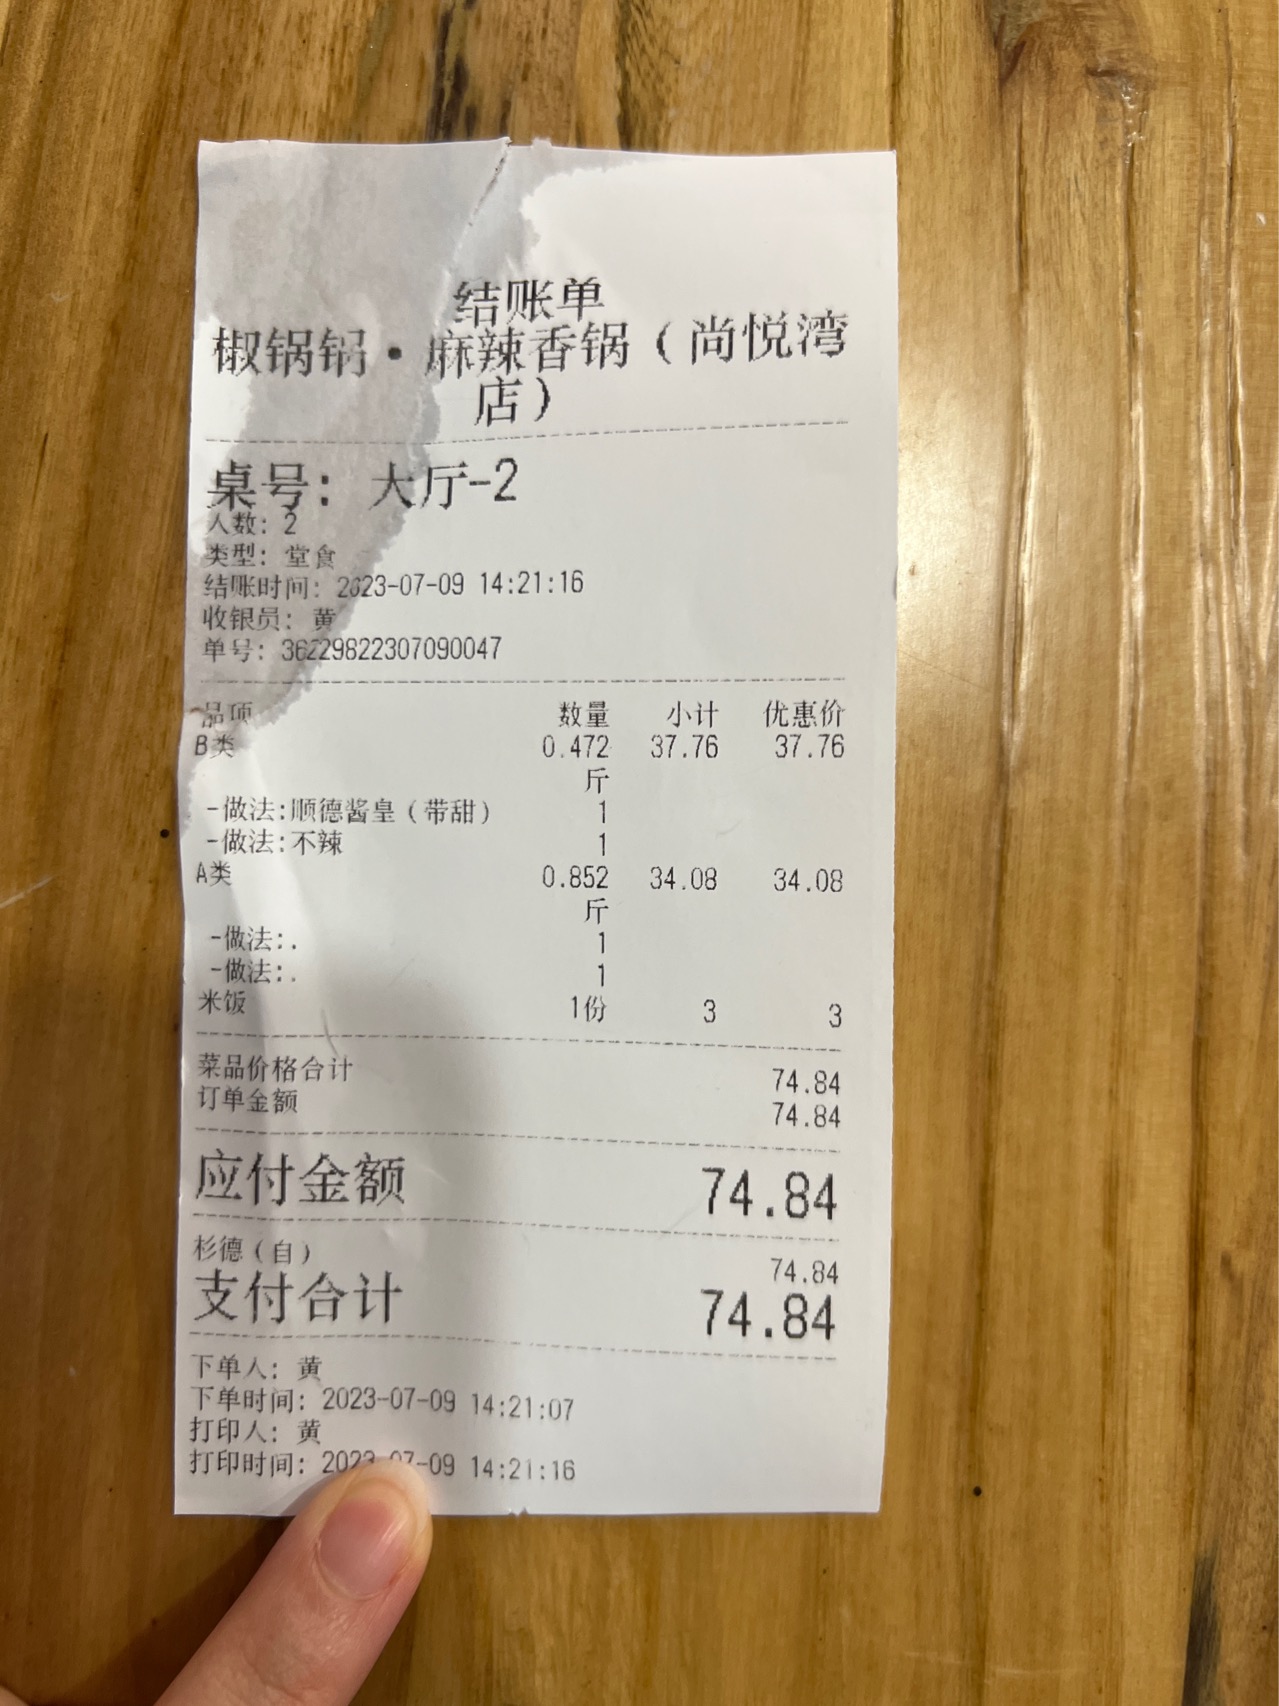 结账单
椒锅锅·麻辣香锅（尚悦湾
店）
桌号： 大厅-2
人数: 2
类型: 堂食
结账时间: 2023-07-09 14:21:16
收银员: 黄
单号: 36229822307090047
品项 数量 小计 优惠价
B类 0.472 37.76 37.76
斤
-做法:顺德酱皇（带甜） 1
-做法:不辣 1
A类 0.852 34.08 34.08
斤
-做法:. 1
-做法:. 1
米饭 1份 3 3
菜品价格合计 74.84
订单金额 74.84
应付金额 74.84
杉德（自） 74.84
支付合计 74.84
下单人: 黄
下单时间: 2023-07-09 14:21:07
打印人: 黄
打印时间: 2023-07-09 14:21:16